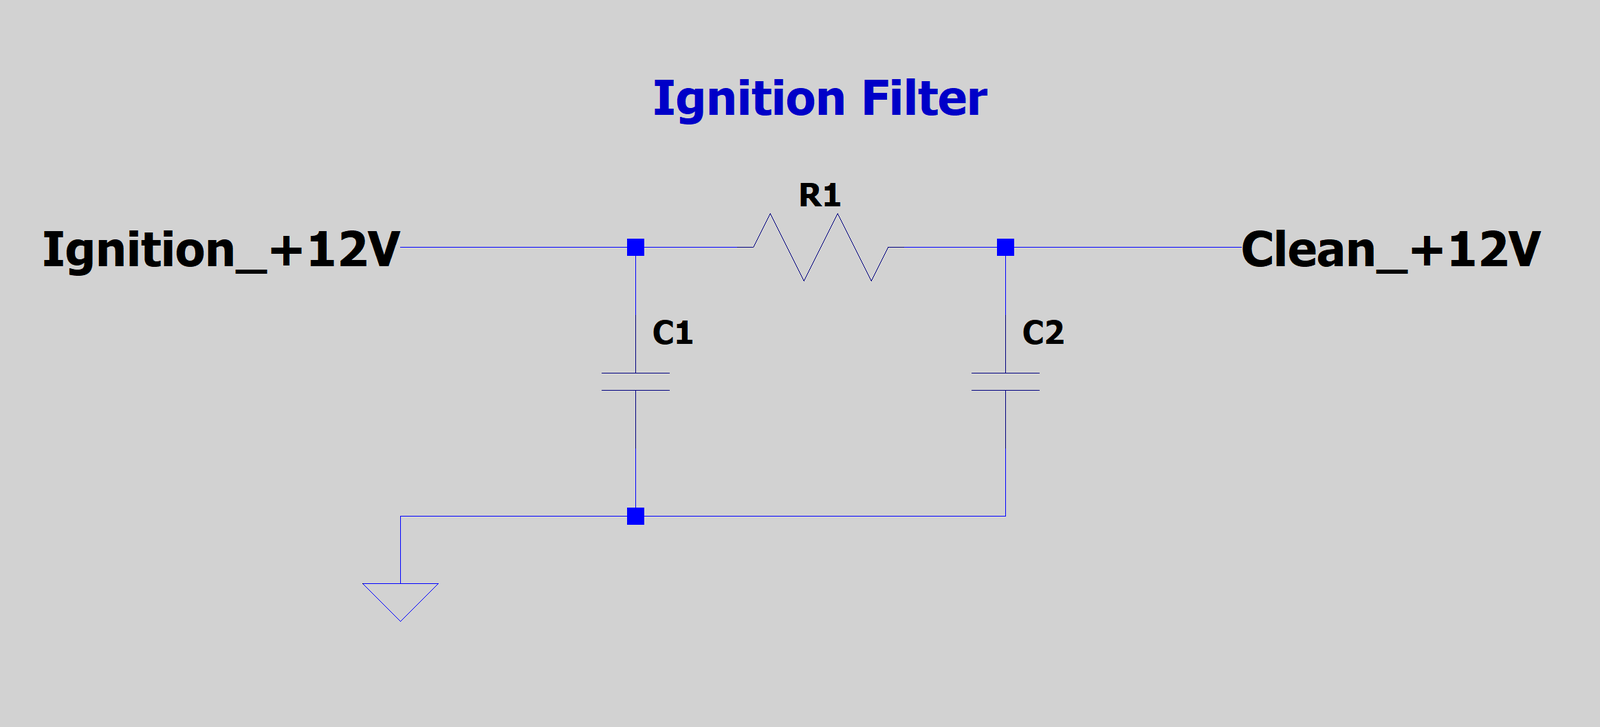 Ignition Filter
R1
Ignition_+12V
Clean_+12V
C1
C2